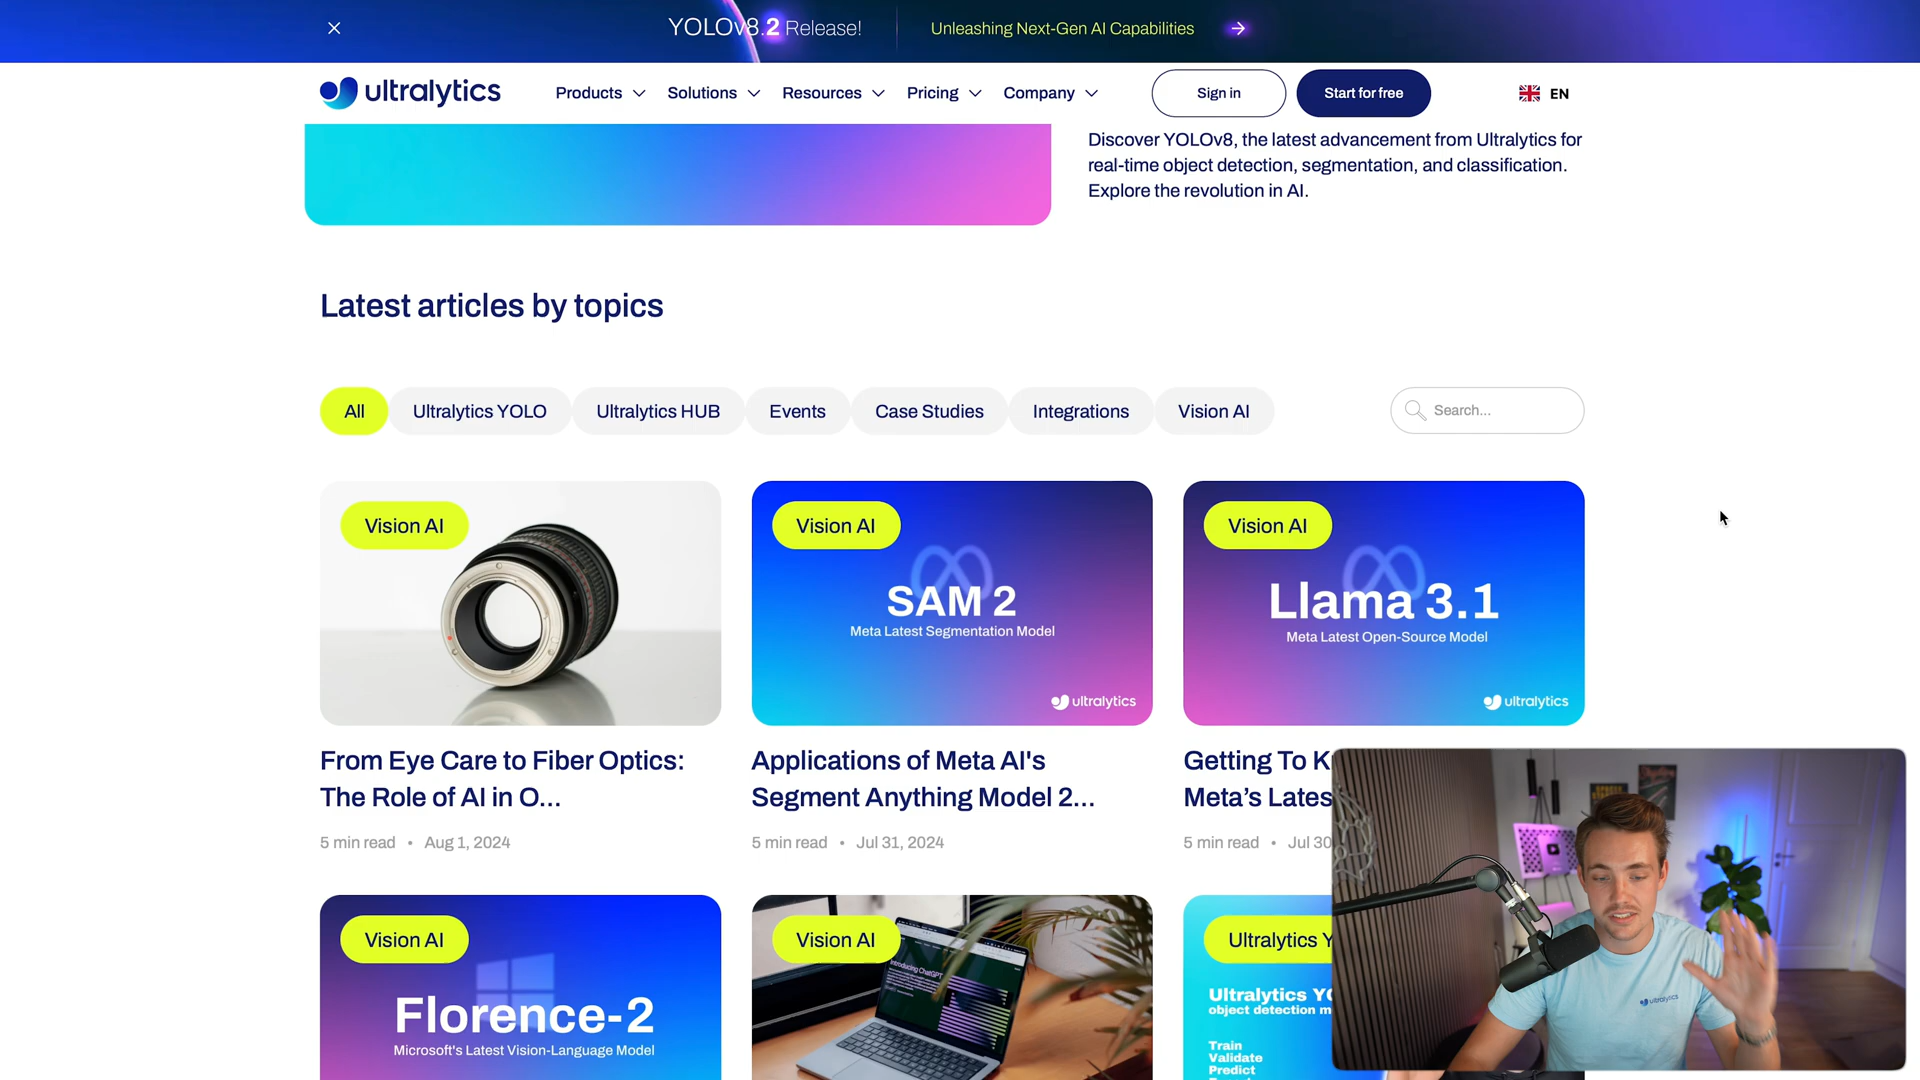 YOLOv8.2 Release!
Unleashing Next-Gen AI Capabilities
ultralytics
Products
Solutions
Resources
Pricing
Company
Sign in
Start for free
EN
Discover YOLOv8, the latest advancement from Ultralytics for
real-time object detection, segmentation, and classification.
Explore the revolution in AI.
Latest articles by topics
All
Ultralytics YOLO
Ultralytics HUB
Events
Case Studies
Integrations
Vision AI
Search...
Vision AI
Vision AI
SAM 2
Meta Latest Segmentation Model
ultralytics
Vision AI
Llama 3.1
Meta Latest Open-Source Model
ultralytics
From Eye Care to Fiber Optics:
The Role of AI in O...
5 min read • Aug 1, 2024
Applications of Meta AI's
Segment Anything Model 2...
5 min read • Jul 31, 2024
Getting To K
Meta's Lates
5 min read • Jul 30
Vision AI
Florence-2
Microsoft's Latest Vision-Language Model
Vision AI
Introducing ChatGPT
Ultralytics Y
Ultralytics YO
object detection m
Train
Validate
Predict
ultralytics